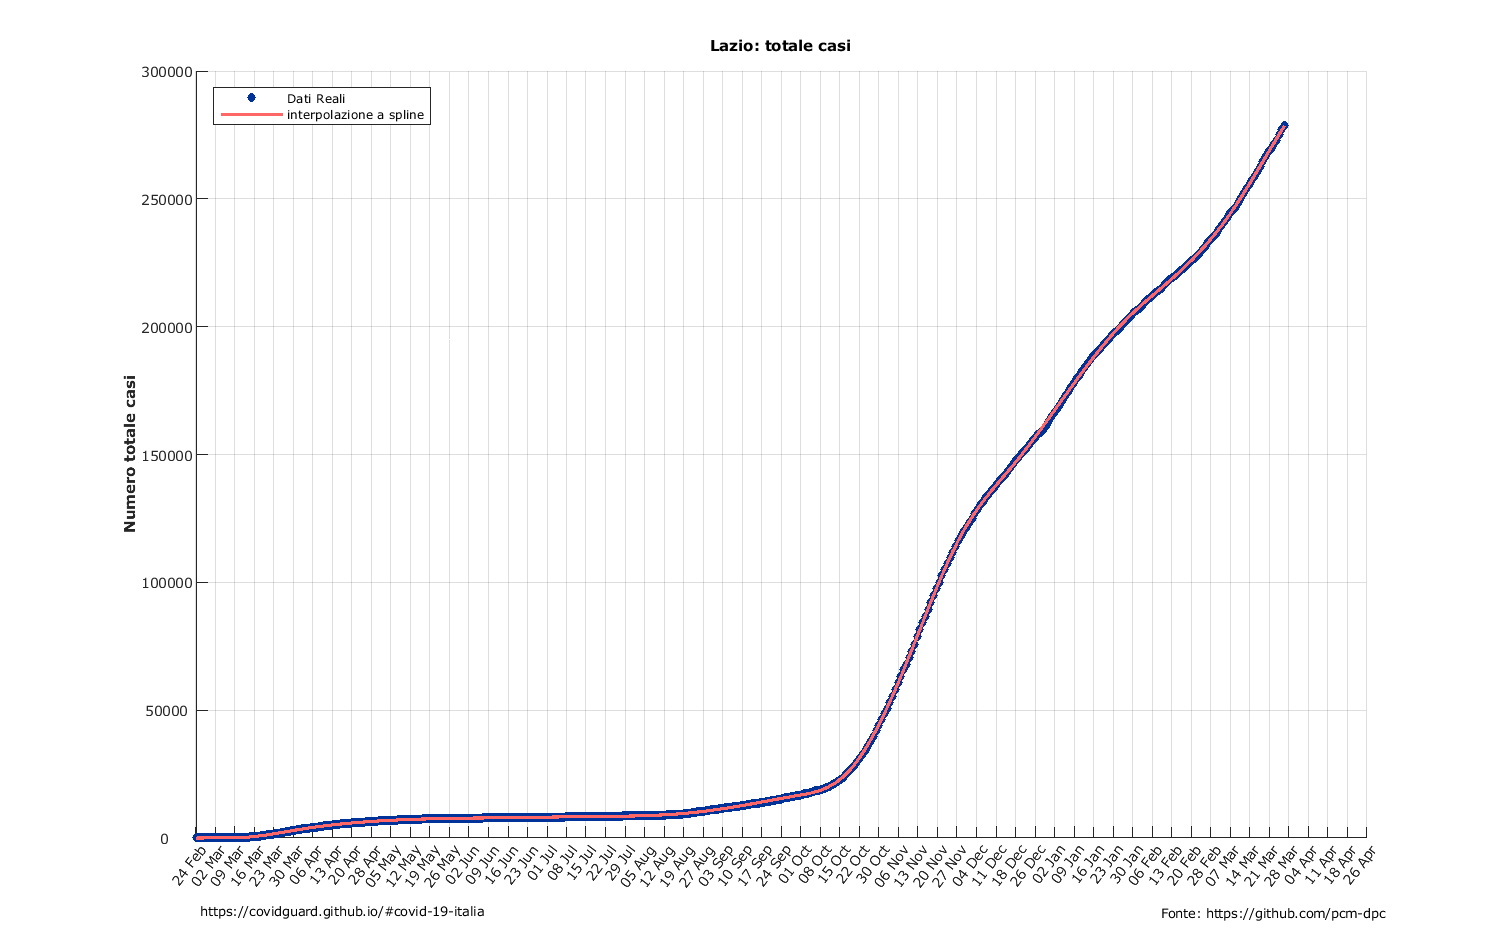 Lazio: totale casi
Dati Reali
interpolazione a spline
Numero totale casi
300000
250000
200000
150000
100000
50000
0
24 Feb
02 Mar
09 Mar
16 Mar
23 Mar
30 Mar
06 Apr
13 Apr
20 Apr
28 Apr
05 May
12 May
19 May
26 May
02 Jun
09 Jun
16 Jun
23 Jun
01 Jul
08 Jul
15 Jul
22 Jul
29 Jul
05 Aug
12 Aug
19 Aug
27 Aug
03 Sep
10 Sep
17 Sep
24 Sep
01 Oct
08 Oct
15 Oct
22 Oct
30 Oct
06 Nov
13 Nov
20 Nov
27 Nov
04 Dec
11 Dec
18 Dec
26 Dec
02 Jan
09 Jan
16 Jan
23 Jan
30 Jan
06 Feb
13 Feb
20 Feb
28 Feb
07 Mar
14 Mar
21 Mar
28 Mar
04 Apr
11 Apr
18 Apr
26 Apr
https://covidguard.github.io/#covid-19-italia
Fonte: https://github.com/pcm-dpc